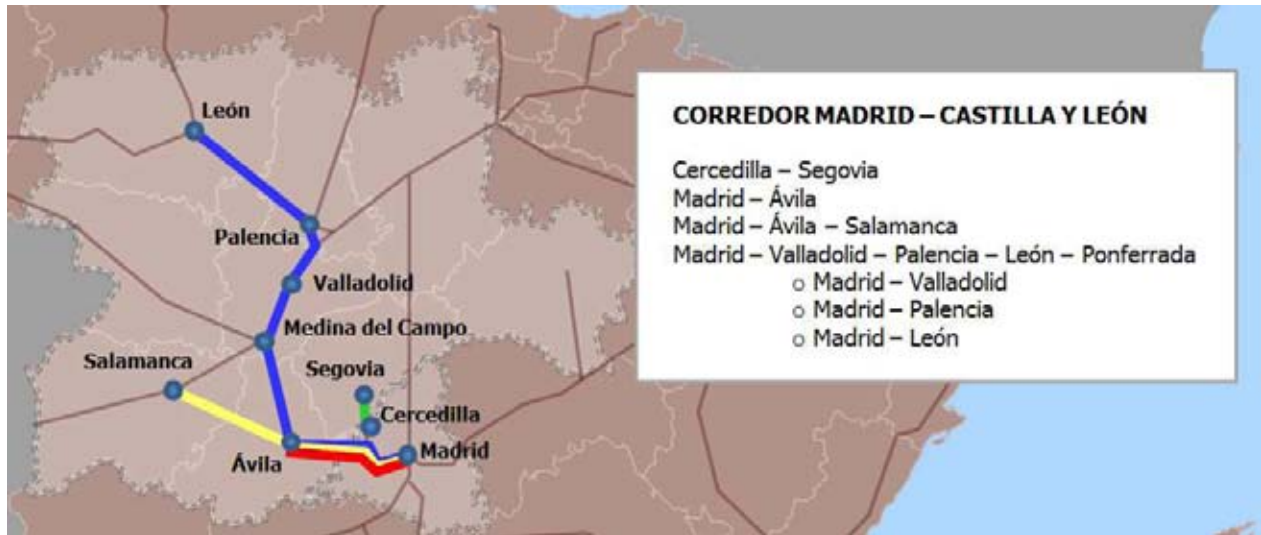 León
Palencia
Valladolid
Medina del Campo
Salamanca
Segovia
Cercedilla
Ávila
Madrid
CORREDOR MADRID – CASTILLA Y LEÓN
Cercedilla – Segovia
Madrid – Ávila
Madrid – Ávila – Salamanca
Madrid – Valladolid – Palencia – León – Ponferrada
o Madrid – Valladolid
o Madrid – Palencia
o Madrid – León